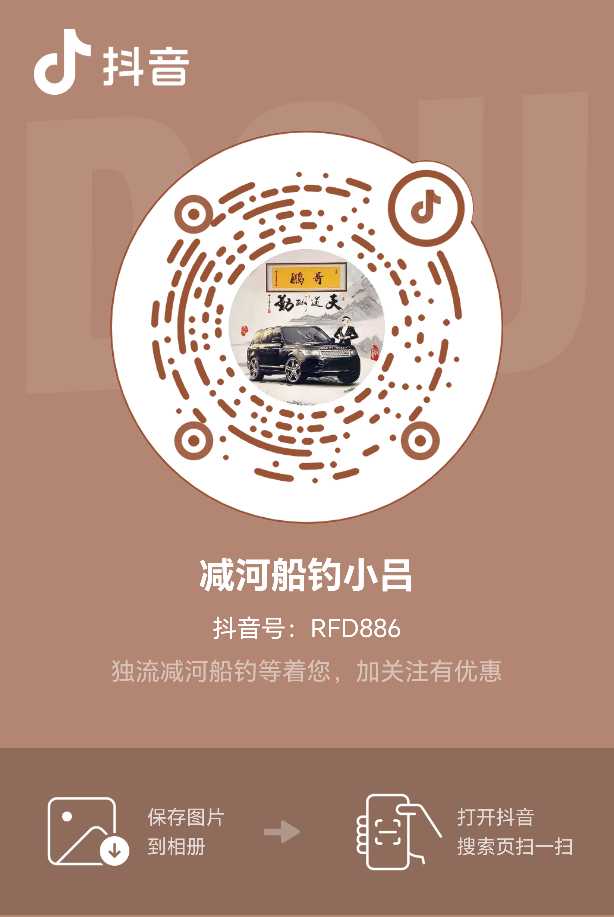 抖音
DOU
鹏哥
天道酬勤
减河船钓小吕
抖音号：RFD886
独流减河船钓等着您，加关注有优惠
保存图片
到相册
打开抖音
搜索页扫一扫